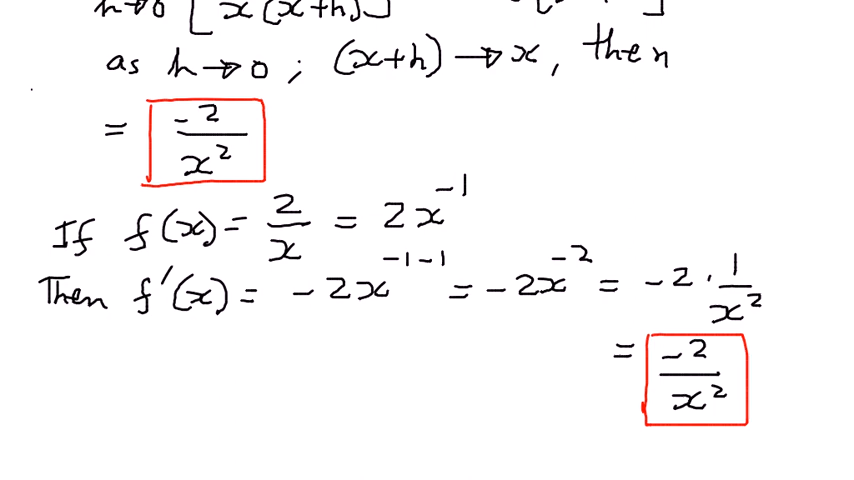 h→0 [x(x+h)]
as h→0 ; (x+h)→x, then
= -2/x²
If f(x) = 2/x = 2x⁻¹
Then f'(x) = -2x⁻¹⁻¹ = -2x⁻² = -2 · 1/x²
= -2/x²